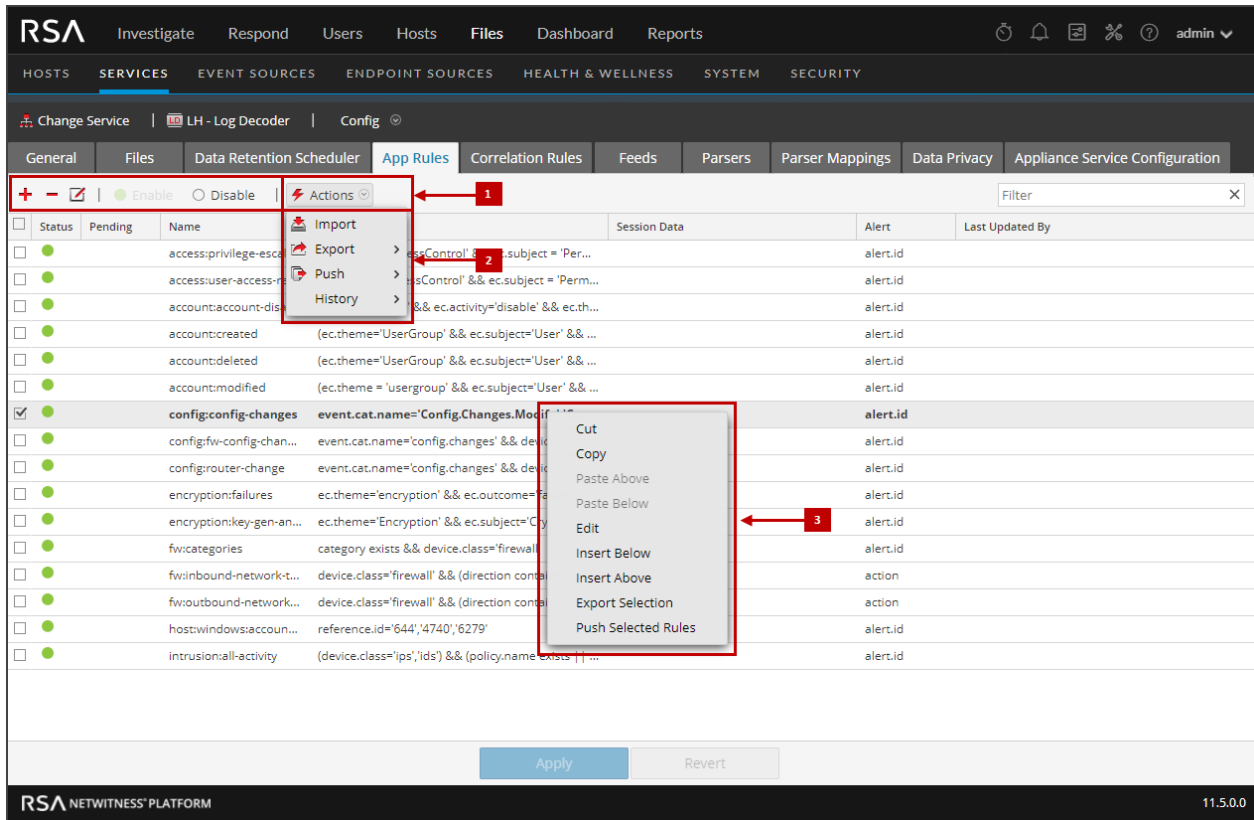 RSA Investigate Respond Users Hosts Files Dashboard Reports admin
HOSTS SERVICES EVENT SOURCES ENDPOINT SOURCES HEALTH & WELLNESS SYSTEM SECURITY
Change Service | LD LH - Log Decoder | Config
General Files Data Retention Scheduler App Rules Correlation Rules Feeds Parsers Parser Mappings Data Privacy Appliance Service Configuration
Enable Disable | Actions 1 Filter
Status Pending Name Session Data Alert Last Updated By
Import
Export
Push
History
2
access:privilege-esca essControl' & ec.subject = 'Per... alert.id
access:user-access-re ssControl' && ec.subject = 'Perm... alert.id
account:account-disa && ec.activity='disable' && ec.th... alert.id
account:created (ec.theme='UserGroup' && ec.subject='User' && ... alert.id
account:deleted (ec.theme='UserGroup' && ec.subject='User' && ... alert.id
account:modified (ec.theme = 'usergroup' && ec.subject='User' && ... alert.id
config:config-changes event.cat.name='Config.Changes.Modif alert.id
config:fw-config-chan... event.cat.name='config.changes' && devic alert.id
config:router-change event.cat.name='config.changes' && devic alert.id
encryption:failures ec.theme='encryption' && ec.outcome='fa alert.id
encryption:key-gen-an... ec.theme='Encryption' && ec.subject='Cry alert.id
fw:categories category exists && device.class='firewall alert.id
fw:inbound-network-t... device.class='firewall' && (direction contai action
fw:outbound-network... device.class='firewall' && (direction contai action
host:windows:accoun... reference.id='644','4740','6279' alert.id
intrusion:all-activity (device.class='ips','ids') && (policy.name exists || ... alert.id
Cut
Copy
Paste Above
Paste Below
Edit
Insert Below
Insert Above
Export Selection
Push Selected Rules
3
Apply Revert
RSA NETWITNESS® PLATFORM 11.5.0.0